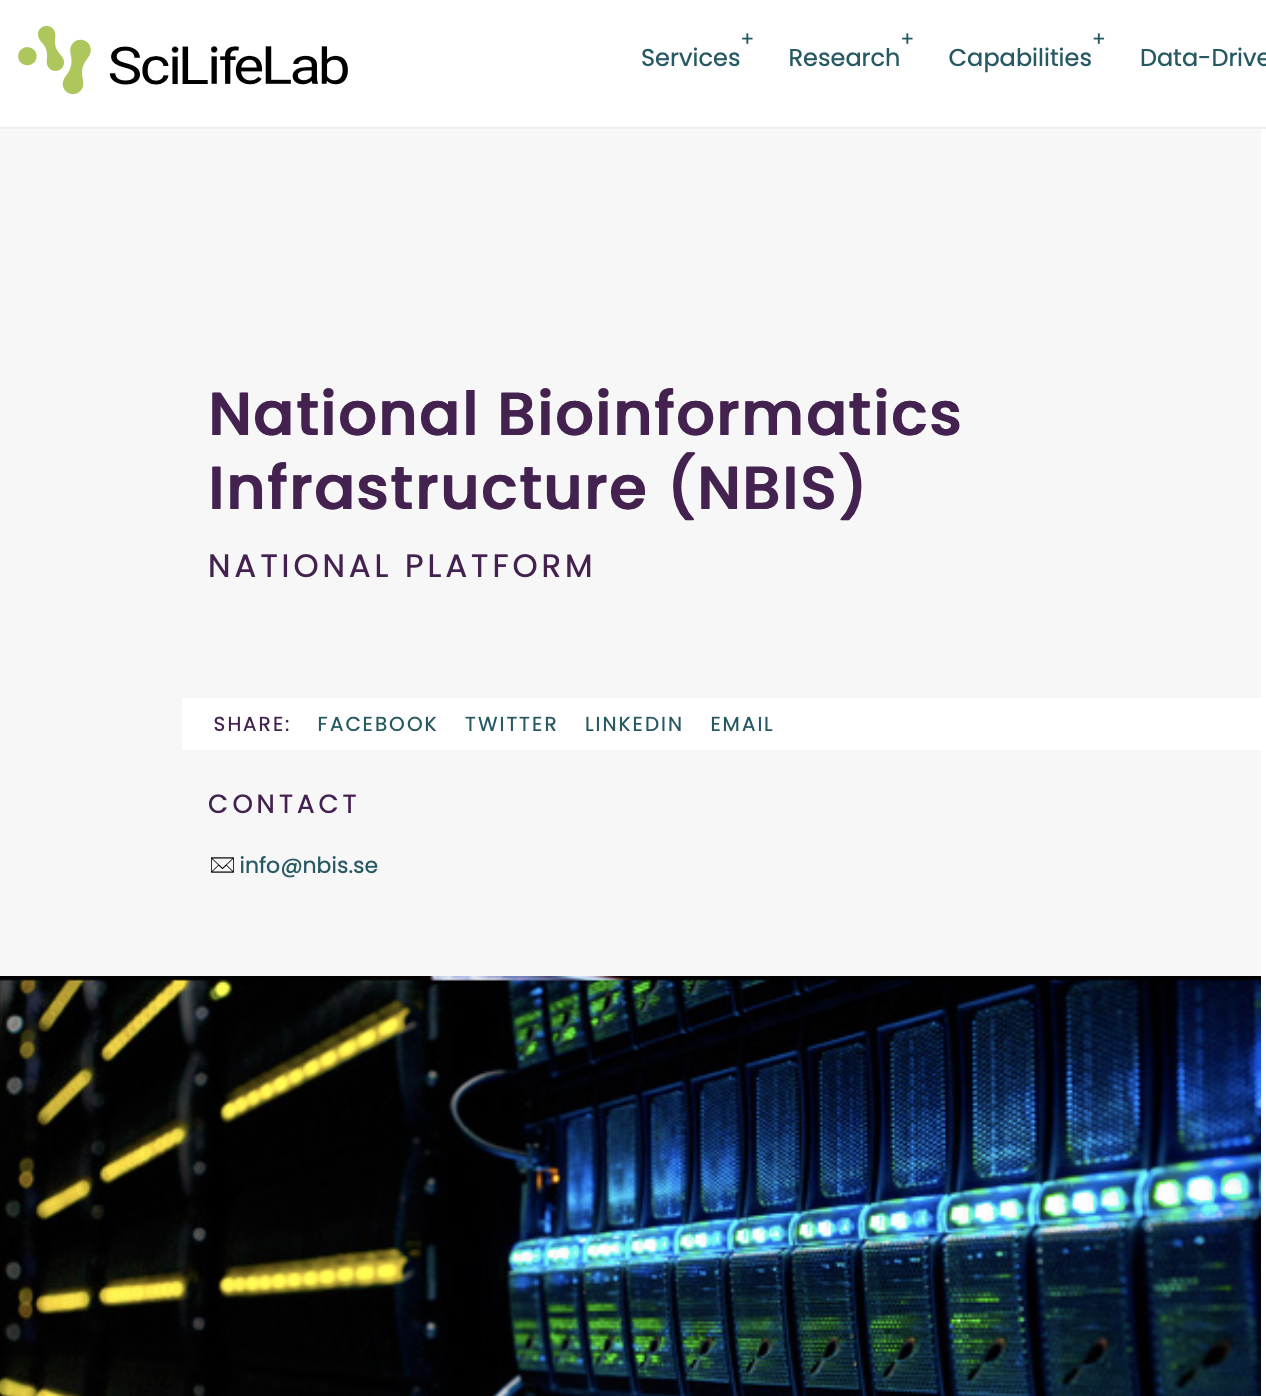 SciLifeLab
Services+ Research+ Capabilities+ Data-Drive
National Bioinformatics
Infrastructure (NBIS)
NATIONAL PLATFORM
SHARE: FACEBOOK TWITTER LINKEDIN EMAIL
CONTACT
info@nbis.se